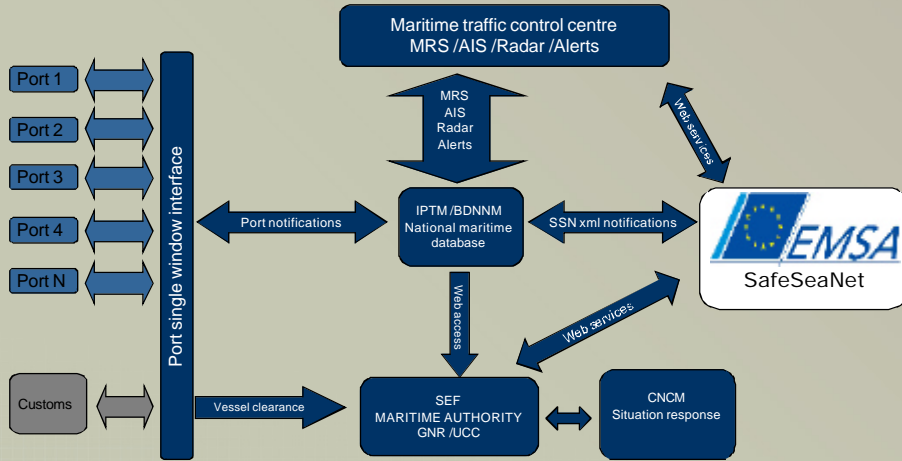 Maritime traffic control centre
MRS /AIS /Radar /Alerts
Port 1
Port 2
Port 3
Port 4
Port N
Customs
Port single window interface
MRS
AIS
Radar
Alerts
Web services
Port notifications
IPTM /BDNNM
National maritime
database
SSN xml notifications
EMSA
SafeSeaNet
Web access
Web services
Vessel clearance
SEF
MARITIME AUTHORITY
GNR /UCC
CNCM
Situation response